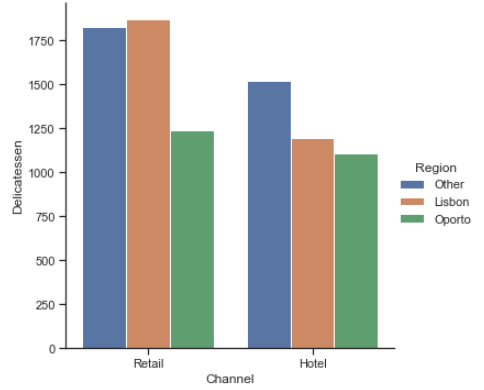 1750
1500
1250
1000
750
500
250
0
Delicatessen
Retail
Hotel
Channel
Region
Other
Lisbon
Oporto